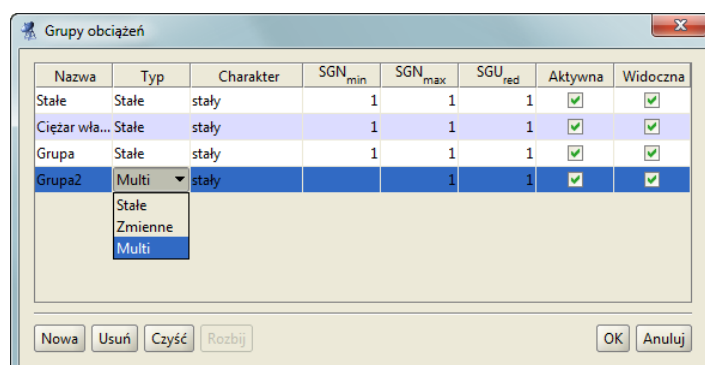 Grupy obciążeń
Nazwa Typ Charakter SGNmin SGNmax SGUred Aktywna Widoczna
Stałe Stałe stały 1 1 1
Ciężar wła... Stałe stały 1 1 1
Grupa Stałe stały 1 1 1
Grupa2 Multi stały 1 1
Stałe
Zmienne
Multi
Nowa Usuń Czyść Rozbij OK Anuluj